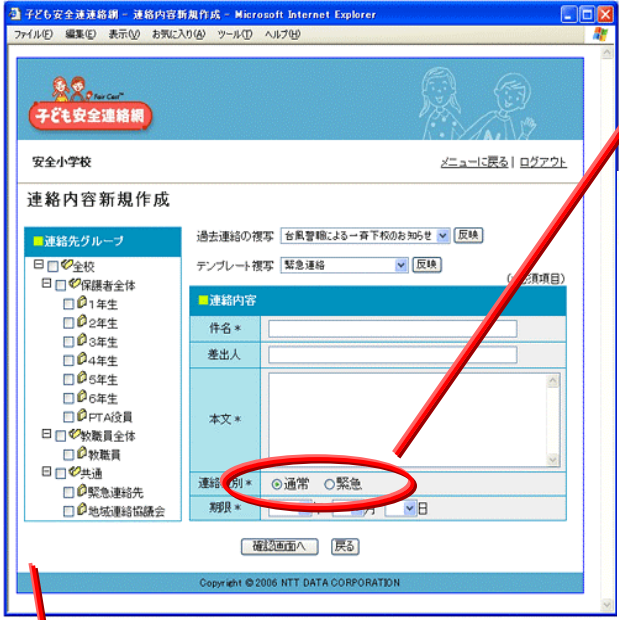 子ども安全連絡網 - 連絡内容新規作成 - Microsoft Internet Explorer
ファイル(F) 編集(E) 表示(V) お気に入り(A) ツール(T) ヘルプ(H)
Fair Cast
子ども安全連絡網
安全小学校
メニューに戻る | ログアウト
連絡内容新規作成
連絡先グループ
全校
保護者全体
1年生
2年生
3年生
4年生
5年生
6年生
PTA役員
教職員全体
教職員
共通
緊急連絡先
地域連絡協議会
過去連絡の複写 台風警報による一斉下校のお知らせ 反映
テンプレート複写 緊急連絡 反映
須項目)
連絡内容
件名*
差出人
本文*
連絡 別* 通常 緊急
期限* 年 月 日
確認画面へ 戻る
Copyright © 2006 NTT DATA CORPORATION